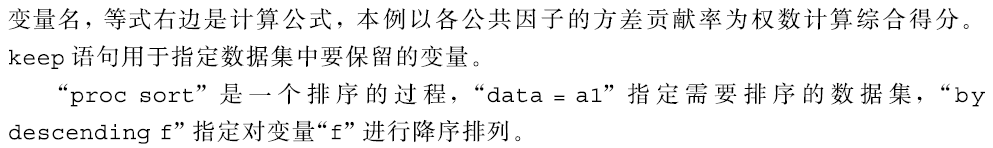 变量名，等式右边是计算公式，本例以各公共因子的方差贡献率为权数计算综合得分。
keep 语句用于指定数据集中要保留的变量。
“proc sort”是一个排序的过程，“data = a1”指定需要排序的数据集，“by
descending f”指定对变量“f”进行降序排列。